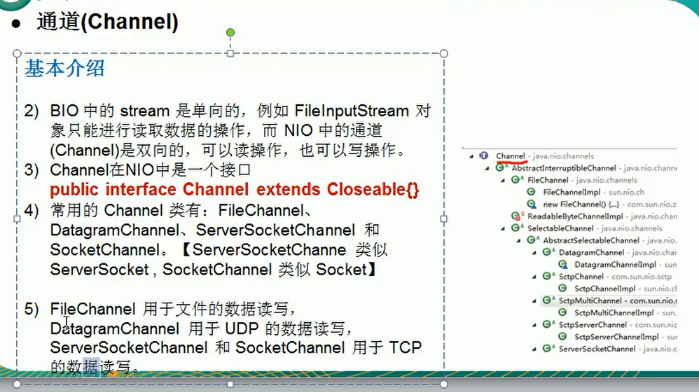 ● 通道(Channel)
基本介绍
2) BIO 中的 stream 是单向的，例如 FileInputStream 对
象只能进行读取数据的操作，而 NIO 中的通道
(Channel)是双向的，可以读操作，也可以写操作。
3) Channel在NIO中是一个接口
public interface Channel extends Closeable{}
4) 常用的 Channel 类有：FileChannel、
DatagramChannel、ServerSocketChannel 和
SocketChannel。【ServerSocketChanne 类似
ServerSocket , SocketChannel 类似 Socket】
5) FileChannel 用于文件的数据读写，
DatagramChannel 用于 UDP 的数据读写，
ServerSocketChannel 和 SocketChannel 用于 TCP
的数据读写。
Channel - java.nio.channels
AbstractInterruptibleChannel - java.nio.c
FileChannel - java.nio.channels
FileChannelImpl - sun.nio.ch
new FileChannel() {...} - com.sun.nio.z
ReadableByteChannelImpl - java.nio.ch
SelectableChannel - java.nio.channels
AbstractSelectableChannel - java.nio.
DatagramChannel - java.nio.chann
DatagramChannelImpl - sun.
SctpChannel - com.sun.nio.sctp
SctpChannelImpl - sun.nio.ch
SctpMultiChannel - com.sun.nio.s
SctpMultiChannelImpl - sun.nio
SctpServerChannel - com.sun.nio.
SctpServerChannelImpl - sun.n
ServerSocketChannel - java.nio.ch